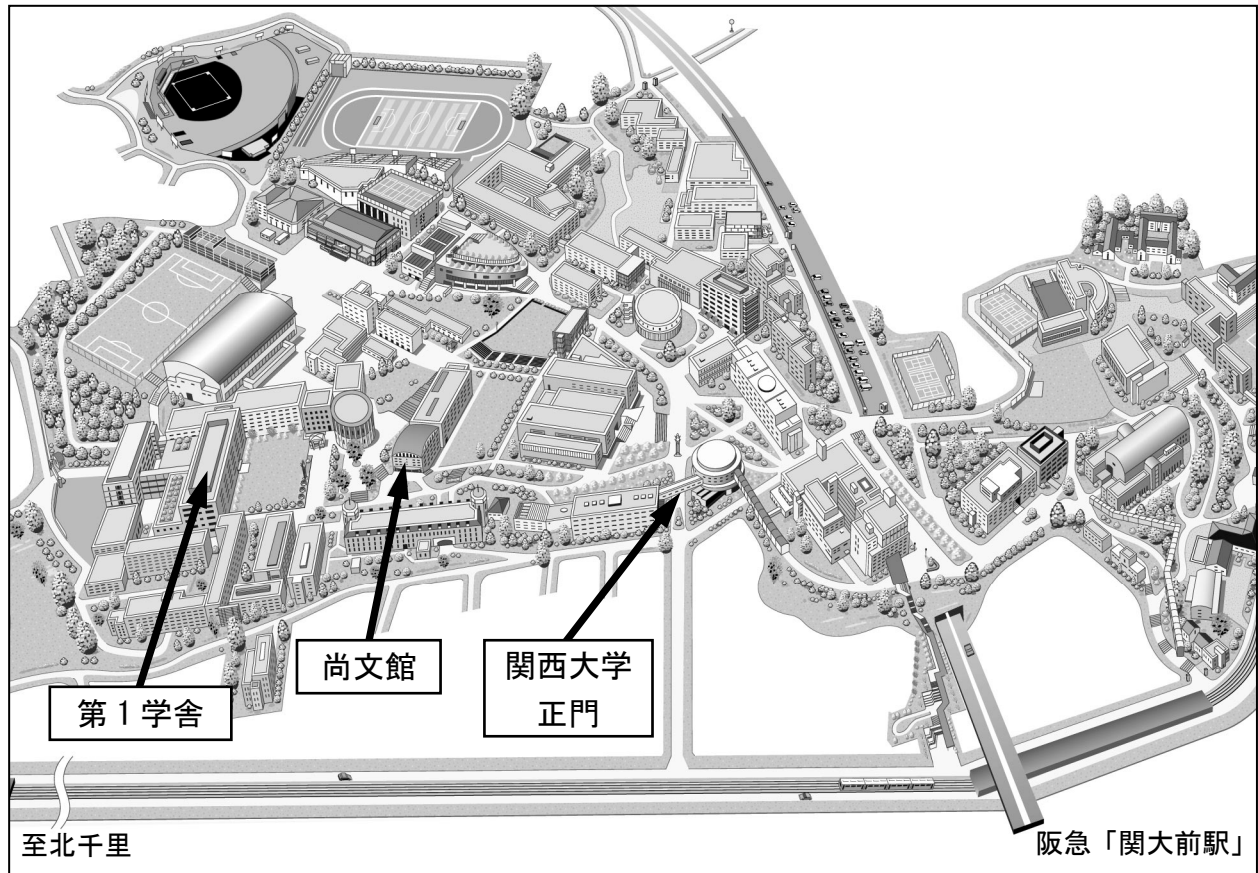 尚文館
関西大学
正門
第1学舎
至北千里
阪急「関大前駅」